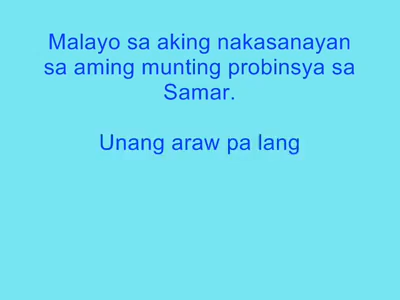 Malayo sa aking nakasanayan
sa aming munting probinsya sa
Samar.
Unang araw pa lang